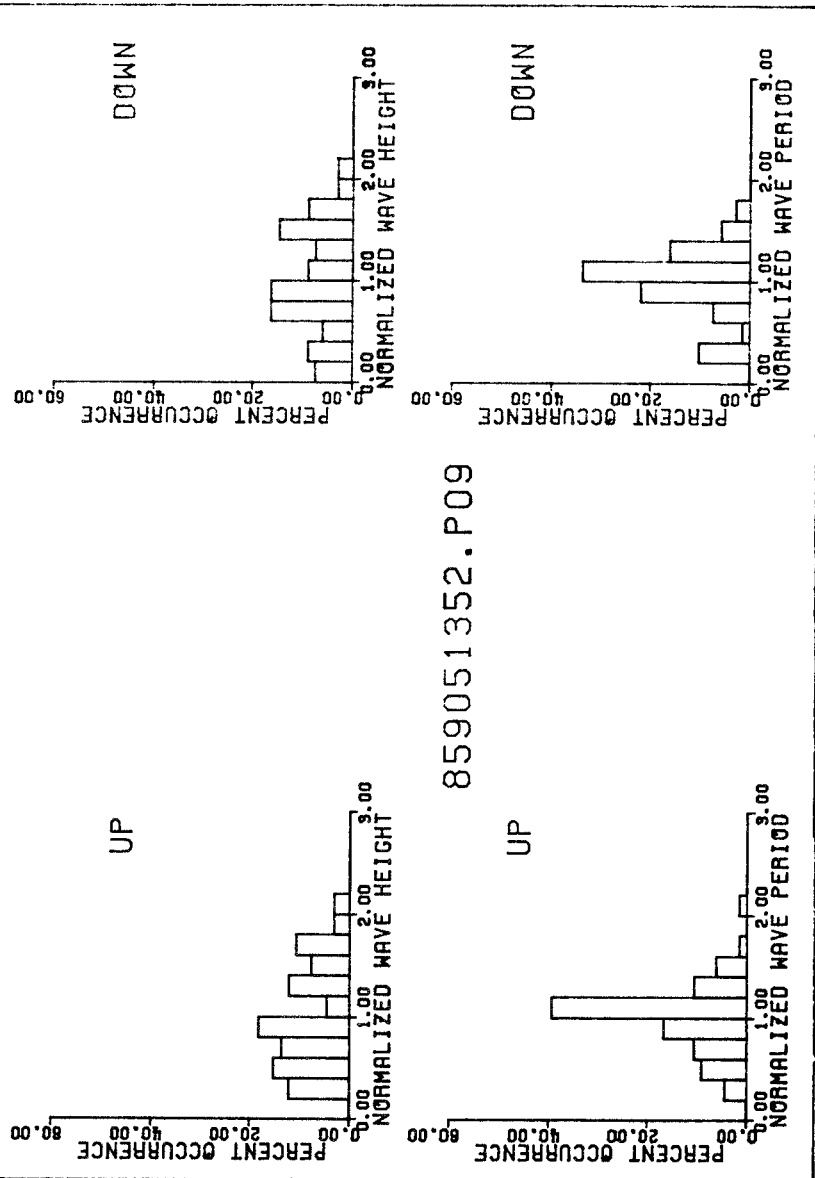 UP
PERCENT OCCURRENCE
60.00
40.00
20.00
0.00
0.00 1.00 2.00 3.00
NORMALIZED WAVE HEIGHT
DOWN
PERCENT OCCURRENCE
60.00
40.00
20.00
0.00
0.00 1.00 2.00 3.00
NORMALIZED WAVE HEIGHT
859051352.P09
UP
PERCENT OCCURRENCE
60.00
40.00
20.00
0.00
0.00 1.00 2.00 3.00
NORMALIZED WAVE PERIOD
DOWN
PERCENT OCCURRENCE
60.00
40.00
20.00
0.00
0.00 1.00 2.00 3.00
NORMALIZED WAVE PERIOD